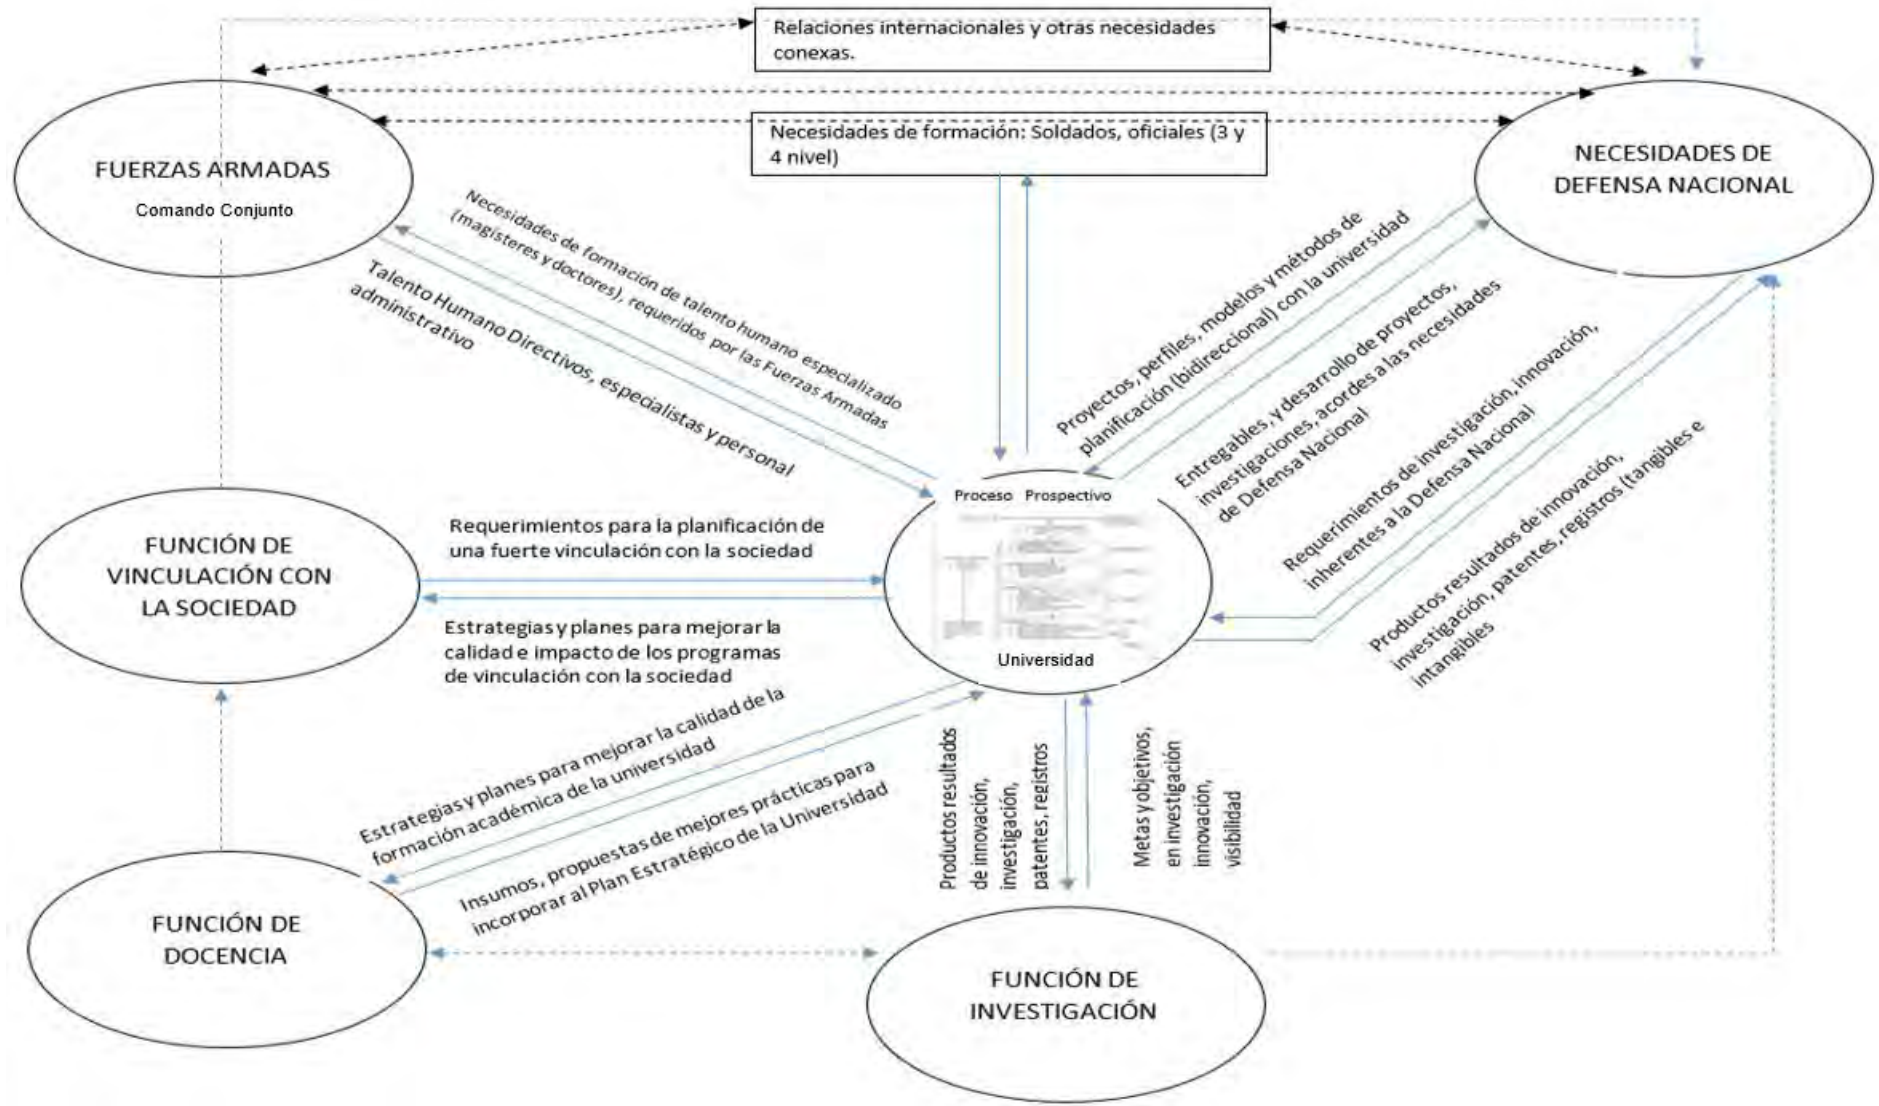 Relaciones internacionales y otras necesidades
conexas.
Necesidades de formación: Soldados, oficiales (3 y
4 nivel)
FUERZAS ARMADAS
Comando Conjunto
NECESIDADES DE
DEFENSA NACIONAL
Necesidades de formación de talento humano especializado
(magísteres y doctores), requeridos por las Fuerzas Armadas
Talento Humano Directivos, especialistas y personal
administrativo
Proyectos, perfiles, modelos y métodos de
planificación (bidireccional) con la universidad
Entregables, y desarrollo de proyectos,
investigaciones, acordes a las necesidades
de Defensa Nacional
Requerimientos de investigación, innovación,
inherentes a la Defensa Nacional
Productos resultados de innovación,
investigación, patentes, registros (tangibles e
intangibles
Proceso Prospectivo
Universidad
FUNCIÓN DE
VINCULACIÓN CON
LA SOCIEDAD
Requerimientos para la planificación de
una fuerte vinculación con la sociedad
Estrategias y planes para mejorar la
calidad e impacto de los programas
de vinculación con la sociedad
Estrategias y planes para mejorar la calidad de la
formación académica de la universidad
Insumos, propuestas de mejores prácticas para
incorporar al Plan Estratégico de la Universidad
Productos resultados
de innovación,
investigación,
patentes, registros
Metas y objetivos,
en investigación
innovación,
visibilidad
FUNCIÓN DE
DOCENCIA
FUNCIÓN DE
INVESTIGACIÓN